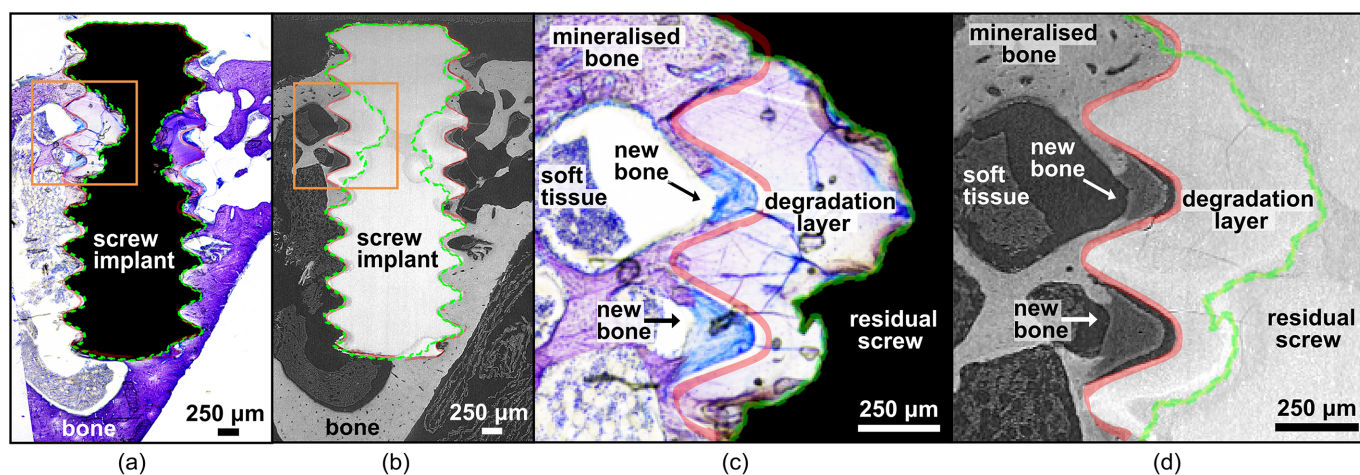 screw
implant
bone
250 µm
(a)
screw
implant
bone
250 µm
(b)
mineralised
bone
new
bone
soft
tissue
degradation
layer
new
bone
residual
screw
250 µm
(c)
mineralised
bone
new
bone
soft
tissue
degradation
layer
new
bone
residual
screw
250 µm
(d)